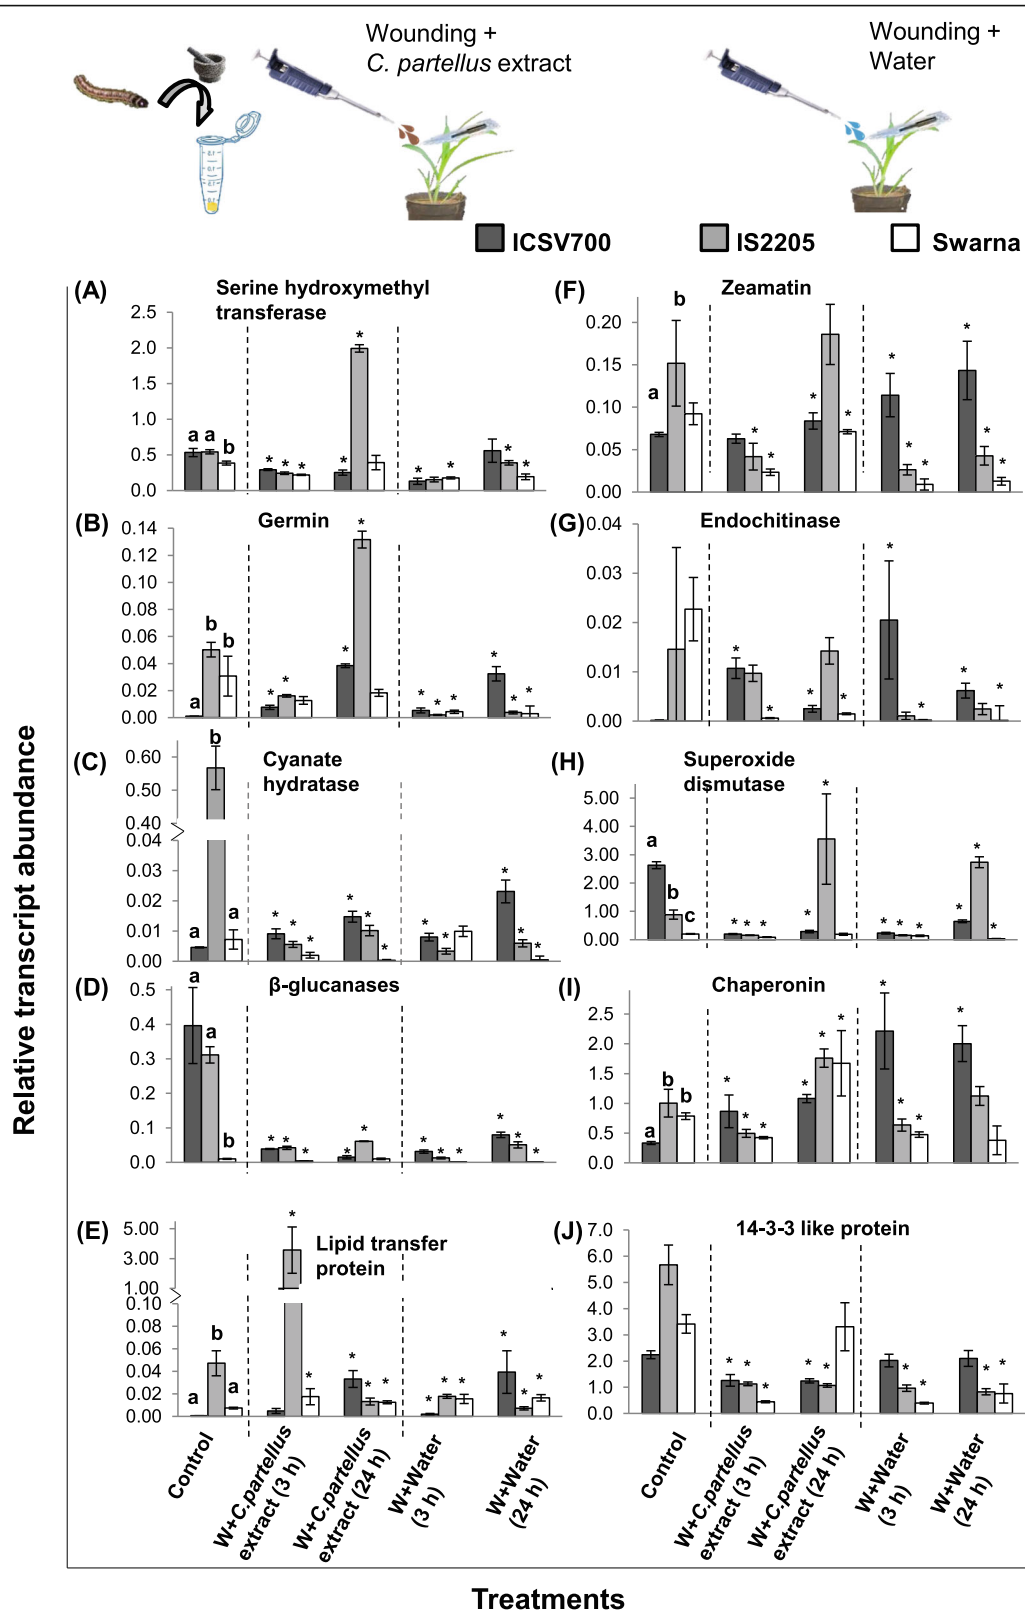 Wounding +
C. partellus extract
Wounding +
Water
ICSV700
IS2205
Swarna
Relative transcript abundance
(A)
Serine hydroxymethyl
transferase
2.5
2.0
1.5
1.0
0.5
0.0
a a b
* * *
* *
* * *
* *
(F)
Zeamatin
0.20
0.15
0.10
0.05
0.00
a b
* *
* *
* * *
* * *
(B)
Germin
0.14
0.12
0.10
0.08
0.06
0.04
0.02
0.00
a b b
* *
* *
* * *
* * *
(G)
Endochitinase
0.04
0.03
0.02
0.01
0.00
* *
* *
* *
* *
(C)
Cyanate
hydratase
0.60
0.50
0.40
0.04
0.03
0.02
0.01
0.00
a b a
* * *
* * *
* *
* * *
(H)
Superoxide
dismutase
5.00
4.00
3.00
2.00
1.00
0.00
a b c
* * *
* *
* * *
* * *
(D)
β-glucanases
0.5
0.4
0.3
0.2
0.1
0.0
a a b
* * *
* *
* * *
* * *
(I)
Chaperonin
2.5
2.0
1.5
1.0
0.5
0.0
a b b
* * *
* * *
* * *
*
(E)
Lipid transfer
protein
5.00
3.00
1.00
0.10
0.08
0.06
0.04
0.02
0.00
a b a
* *
* * *
* * *
* * *
(J)
14-3-3 like protein
7.0
6.0
5.0
4.0
3.0
2.0
1.0
0.0
* * *
* *
* *
* *
Control
W+C.partellus
extract (3 h)
W+C.partellus
extract (24 h)
W+Water
(3 h)
W+Water
(24 h)
Control
W+C.partellus
extract (3 h)
W+C.partellus
extract (24 h)
W+Water
(3 h)
W+Water
(24 h)
Treatments